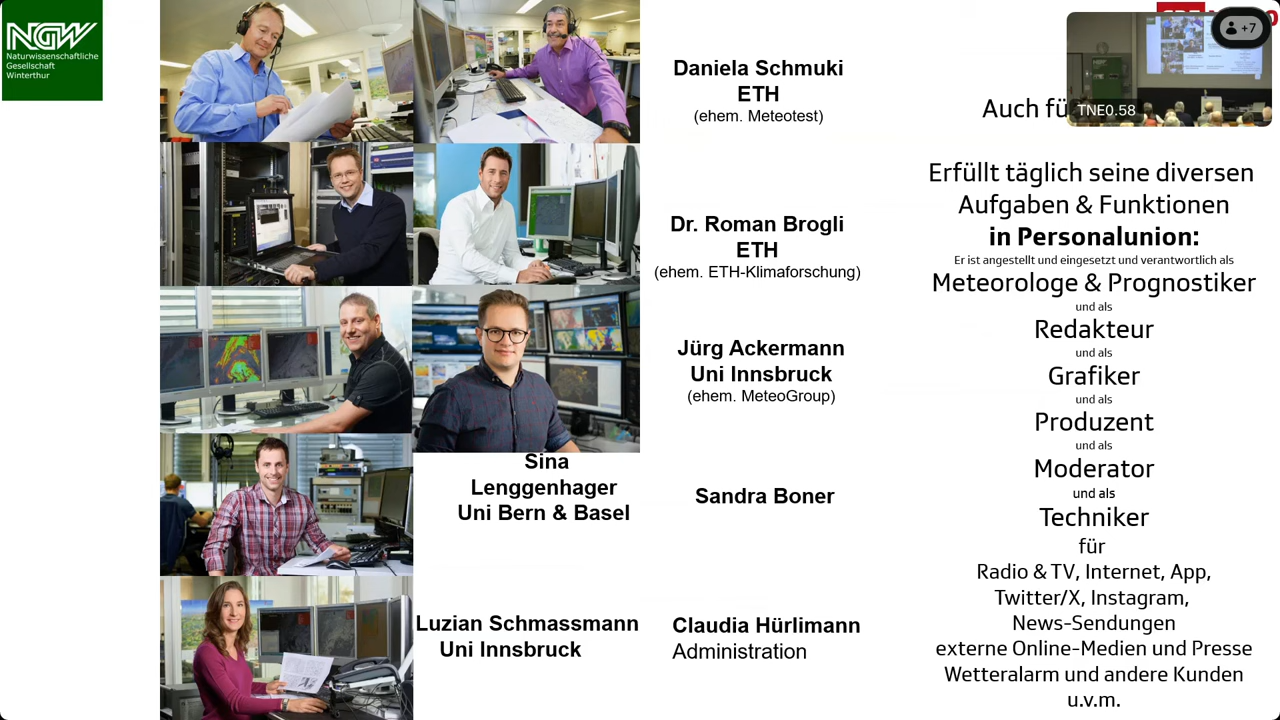 NGW
Naturwissenschaftliche
Gesellschaft
Winterthur
Daniela Schmuki
ETH
(ehem. Meteotest)
Dr. Roman Brogli
ETH
(ehem. ETH-Klimaforschung)
Jürg Ackermann
Uni Innsbruck
(ehem. MeteoGroup)
Sina
Lenggenhager
Uni Bern & Basel
Sandra Boner
Luzian Schmassmann
Uni Innsbruck
Claudia Hürlimann
Administration
+7
TNE0.58
Auch
Erfüllt täglich seine diversen
Aufgaben & Funktionen
in Personalunion:
Er ist angestellt und eingesetzt und verantwortlich als
Meteorologe & Prognostiker
und als
Redakteur
und als
Grafiker
und als
Produzent
und als
Moderator
und als
Techniker
für
Radio & TV, Internet, App,
Twitter/X, Instagram,
News-Sendungen
externe Online-Medien und Presse
Wetteralarm und andere Kunden
u.v.m.